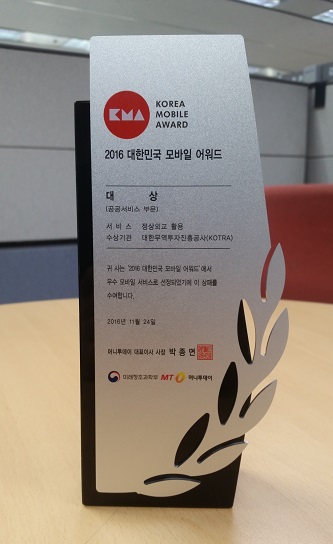 KMA
KOREA
MOBILE
AWARD
2016 대한민국 모바일 어워드
대 상
(공공서비스 부문)
서 비 스 정상외교 활용
수상기관 대한무역투자진흥공사(KOTRA)
귀 사는 '2016 대한민국 모바일 어워드'에서
우수 모바일 서비스로 선정되었기에 이 상패를
수여합니다.
2016년 11월 24일
머니투데이 대표이사 사장 박 종 면
미래창조과학부 MT 머니투데이